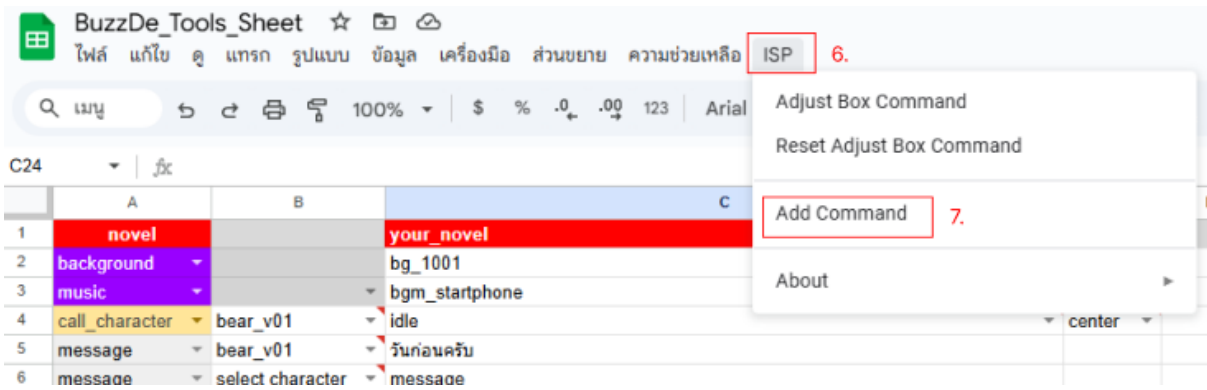 BuzzDe_Tools_Sheet
ไฟล์ แก้ไข ดู แทรก รูปแบบ ข้อมูล เครื่องมือ ส่วนขยาย ความช่วยเหลือ ISP 6.
เมนู 100% $ % .0 .00 123 Arial
Adjust Box Command
Reset Adjust Box Command
Add Command 7.
About
C24 fx
A B C
1 novel your_novel
2 background bg_1001
3 music bgm_startphone
4 call_character bear_v01 idle center
5 message bear_v01 วันก่อนครับ
6 message select character message